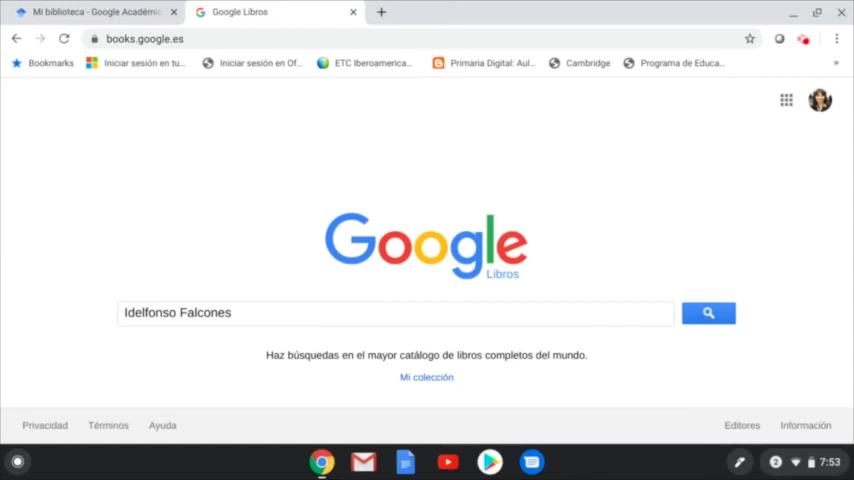 Mi biblioteca - Google Académic
Google Libros
books.google.es
Bookmarks
Iniciar sesión en tu...
Iniciar sesión en Of...
ETC Iberoamerica...
Primaria Digital: Aul...
Cambridge
Programa de Educa...
Google
Libros
Idelfonso Falcones
Haz búsquedas en el mayor catálogo de libros completos del mundo.
Mi colección
Privacidad Términos Ayuda Editores Información
2 7:53